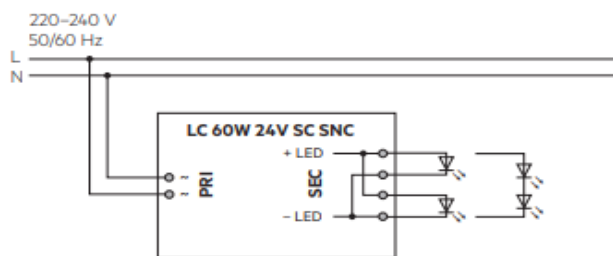 220–240 V
50/60 Hz
L
N
LC 60W 24V SC SNC
+ LED
~
PRI
SEC
~
– LED